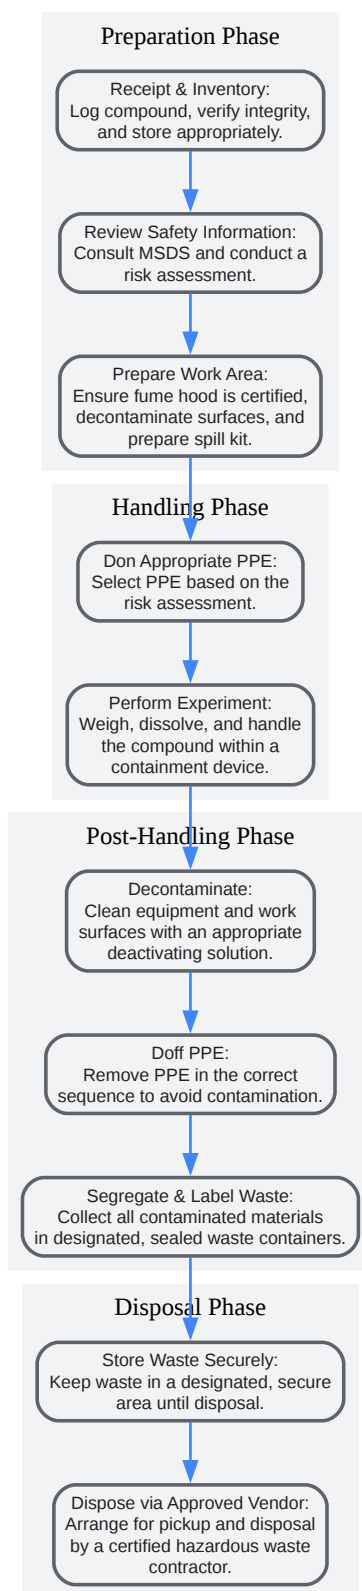 Preparation Phase
Receipt & Inventory:
Log compound, verify integrity,
and store appropriately.
Review Safety Information:
Consult MSDS and conduct a
risk assessment.
Prepare Work Area:
Ensure fume hood is certified,
decontaminate surfaces, and
prepare spill kit.
Handling Phase
Don Appropriate PPE:
Select PPE based on the
risk assessment.
Perform Experiment:
Weigh, dissolve, and handle
the compound within a
containment device.
Post-Handling Phase
Decontaminate:
Clean equipment and work
surfaces with an appropriate
deactivating solution.
Doff PPE:
Remove PPE in the correct
sequence to avoid contamination.
Segregate & Label Waste:
Collect all contaminated materials
in designated, sealed waste containers.
Disposal Phase
Store Waste Securely:
Keep waste in a designated, secure
area until disposal.
Dispose via Approved Vendor:
Arrange for pickup and disposal
by a certified hazardous waste
contractor.